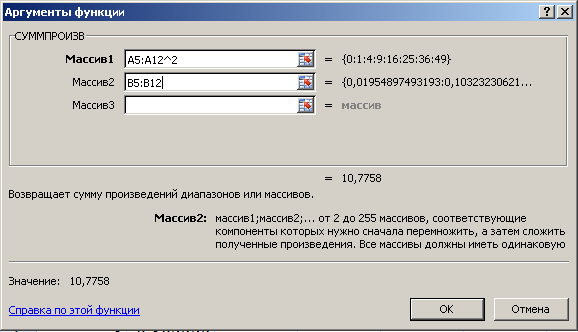 Аргументы функции
СУММПРОИЗВ
Массив1 A5:A12^2 = {0:1:4:9:16:25:36:49}
Массив2 B5:B12 = {0,01954897493193:0,10323230621...
Массив3 = массив
= 10,7758
Возвращает сумму произведений диапазонов или массивов.
Массив2: массив1;массив2;... от 2 до 255 массивов, соответствующие
компоненты которых нужно сначала перемножить, а затем сложить
полученные произведения. Все массивы должны иметь одинаковую
Значение: 10,7758
Справка по этой функции
ОК Отмена